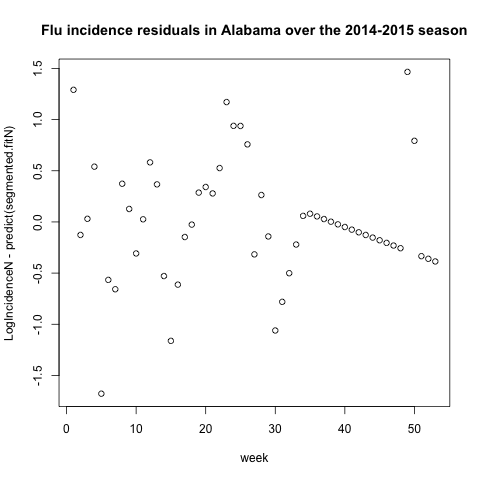 Flu incidence residuals in Alabama over the 2014-2015 season
LogIncidenceN - predict(segmented.fitN)
1.5
1.0
0.5
0.0
-0.5
-1.0
-1.5
0 10 20 30 40 50
week